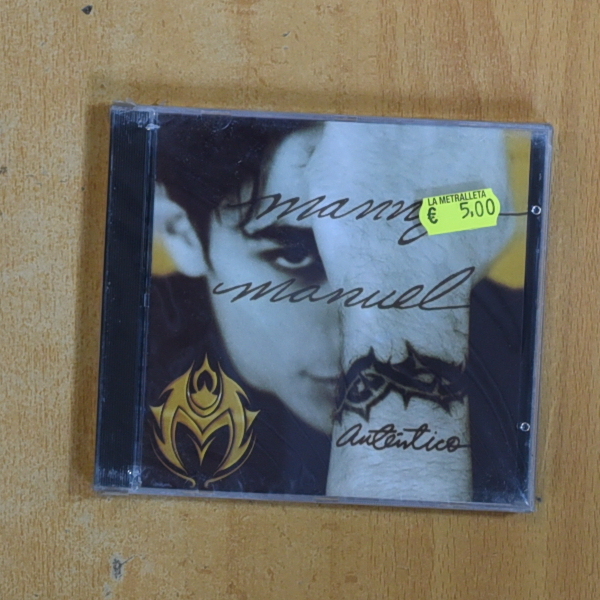 manny
LA METRALLETA
€ 5,00
manuel
auténtico